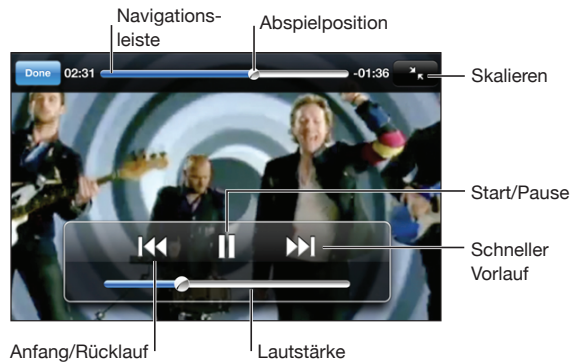 Navigations-
leiste
Abspielposition
Done 02:31 -01:36
Skalieren
Start/Pause
Schneller
Vorlauf
Anfang/Rücklauf
Lautstärke